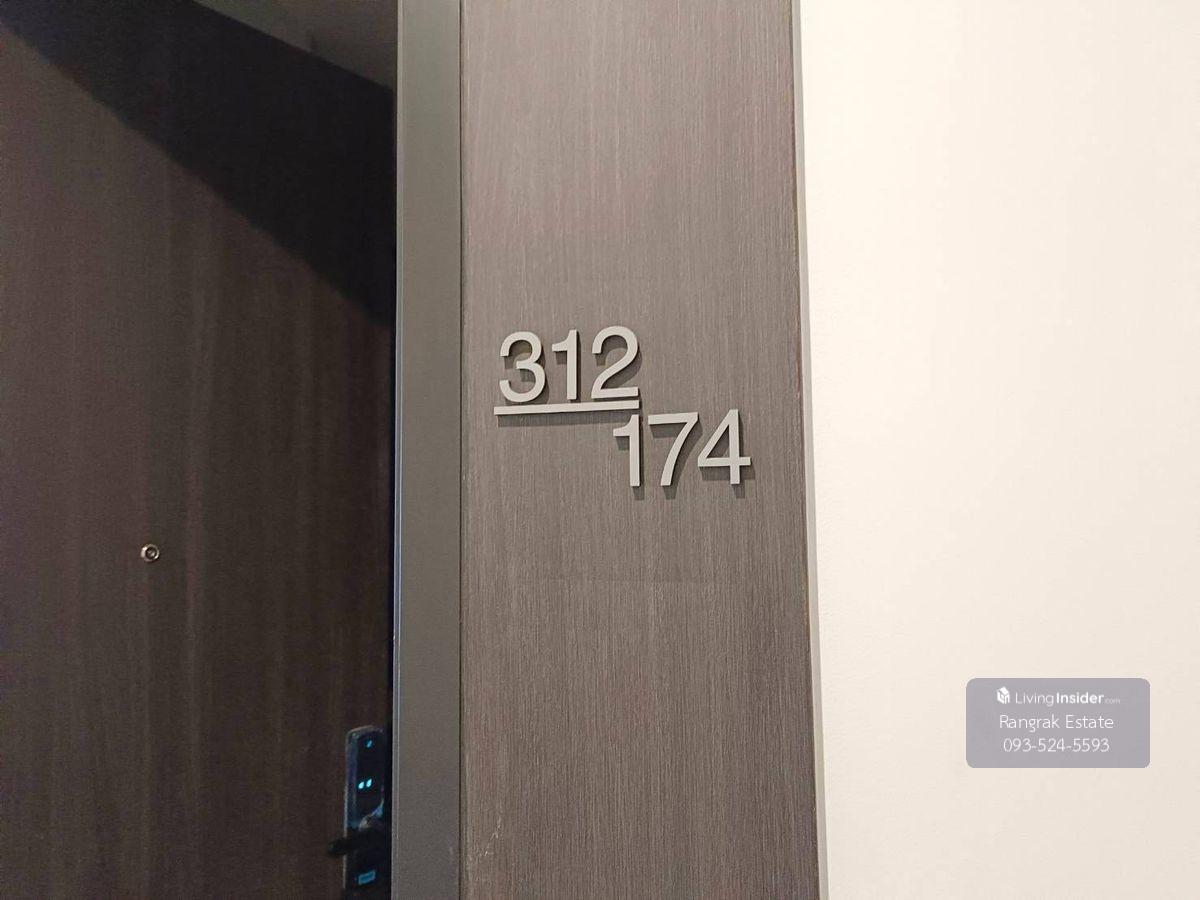 312
174
LivingInsider.com
Rangrak Estate
093-524-5593